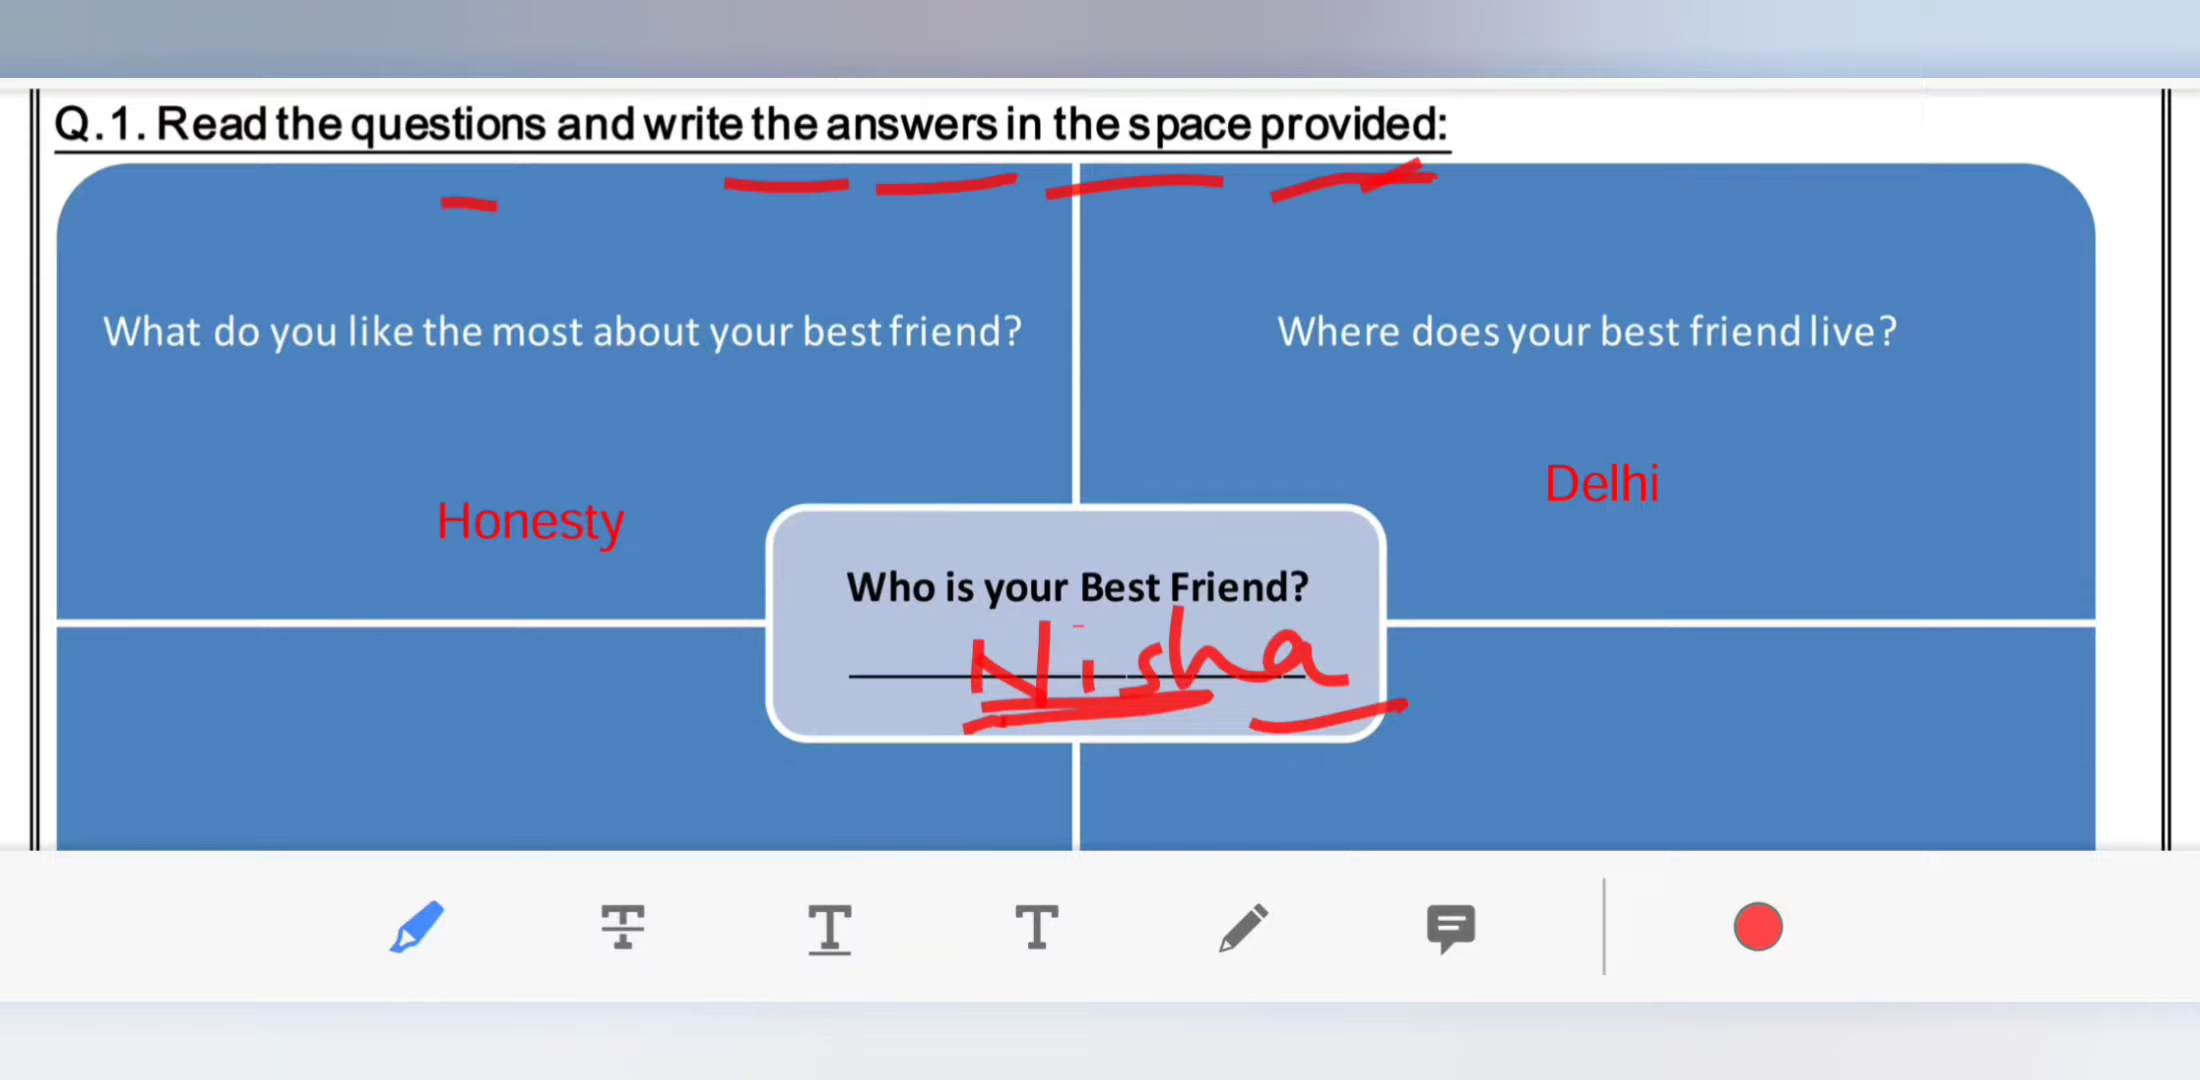 Q.1. Read the questions and write the answers in the space provided:
What do you like the most about your best friend?
Where does your best friend live?
Honesty
Delhi
Who is your Best Friend?
Nisha